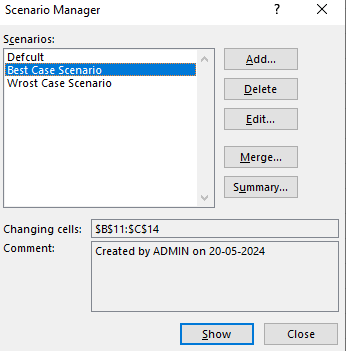 Scenario Manager ? ×
Scenarios:
Defcult
Best Case Scenario
Wrost Case Scenario
Add...
Delete
Edit...
Merge...
Summary...
Changing cells: $B$11:$C$14
Comment: Created by ADMIN on 20-05-2024
Show Close